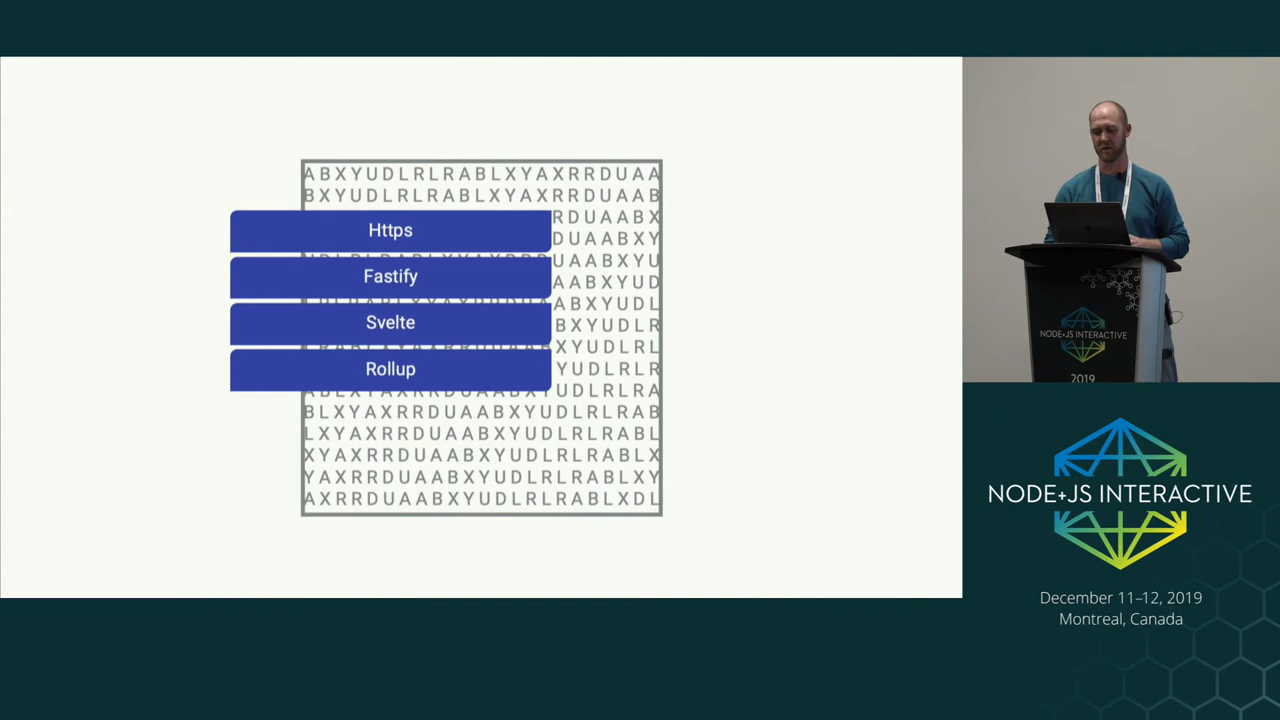 A B X Y U D L R L R A B L X Y A X R R D U A A
B X Y U D L R L R A B L X Y A X R R D U A A B
R D U A A B X
Https
D U A A B X Y
U A A B X Y U
Fastify
A A B X Y U D
A B X Y U D L
Svelte
B X Y U D L R
X Y U D L R L
Rollup
Y U D L R L R
U D L R L R A
B L X Y A X R R D U A A B X Y U D L R L R A B
L X Y A X R R D U A A B X Y U D L R L R A B L
X Y A X R R D U A A B X Y U D L R L R A B L X
Y A X R R D U A A B X Y U D L R L R A B L X Y
A X R R D U A A B X Y U D L R L R A B L X D L
NODE+JS INTERACTIVE
2019
NODE+JS INTERACTIVE
December 11–12, 2019
Montreal, Canada